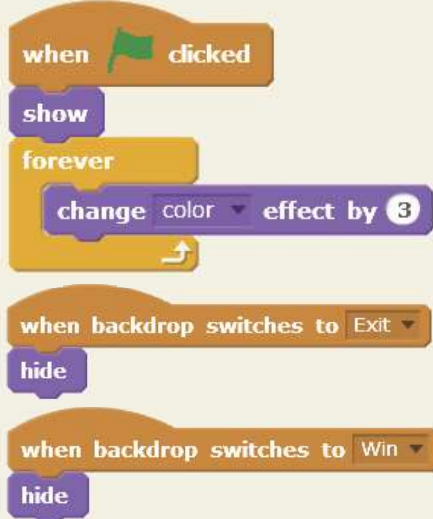 when clicked
show
forever
change color effect by 3
when backdrop switches to Exit
hide
when backdrop switches to Win
hide